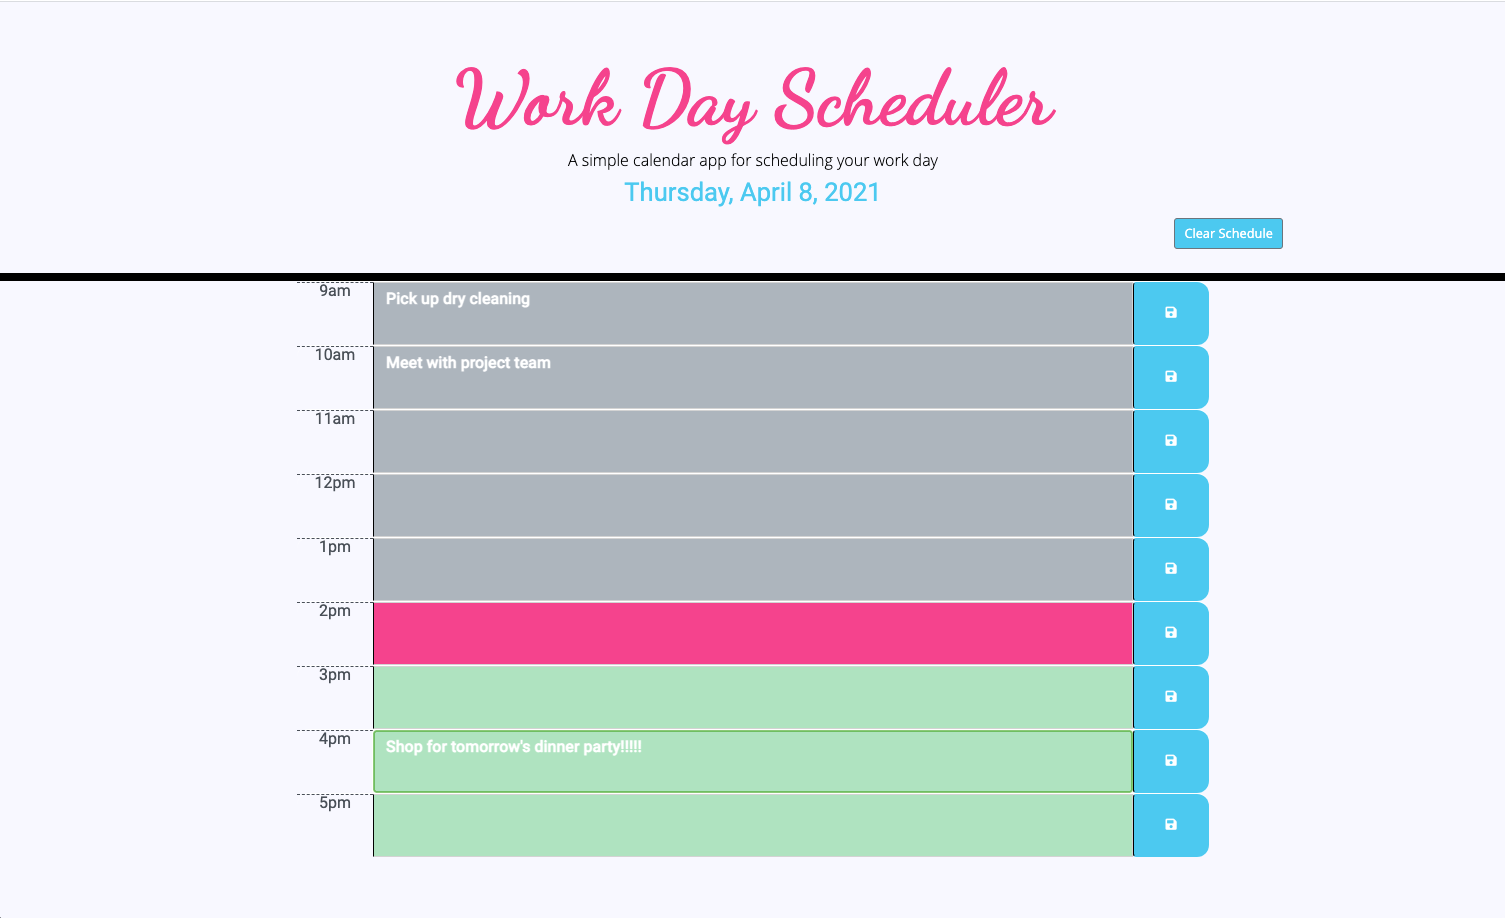 Work Day Scheduler
A simple calendar app for scheduling your work day
Thursday, April 8, 2021
Clear Schedule
9am Pick up dry cleaning
10am Meet with project team
11am
12pm
1pm
2pm
3pm
4pm Shop for tomorrow's dinner party!!!!!
5pm